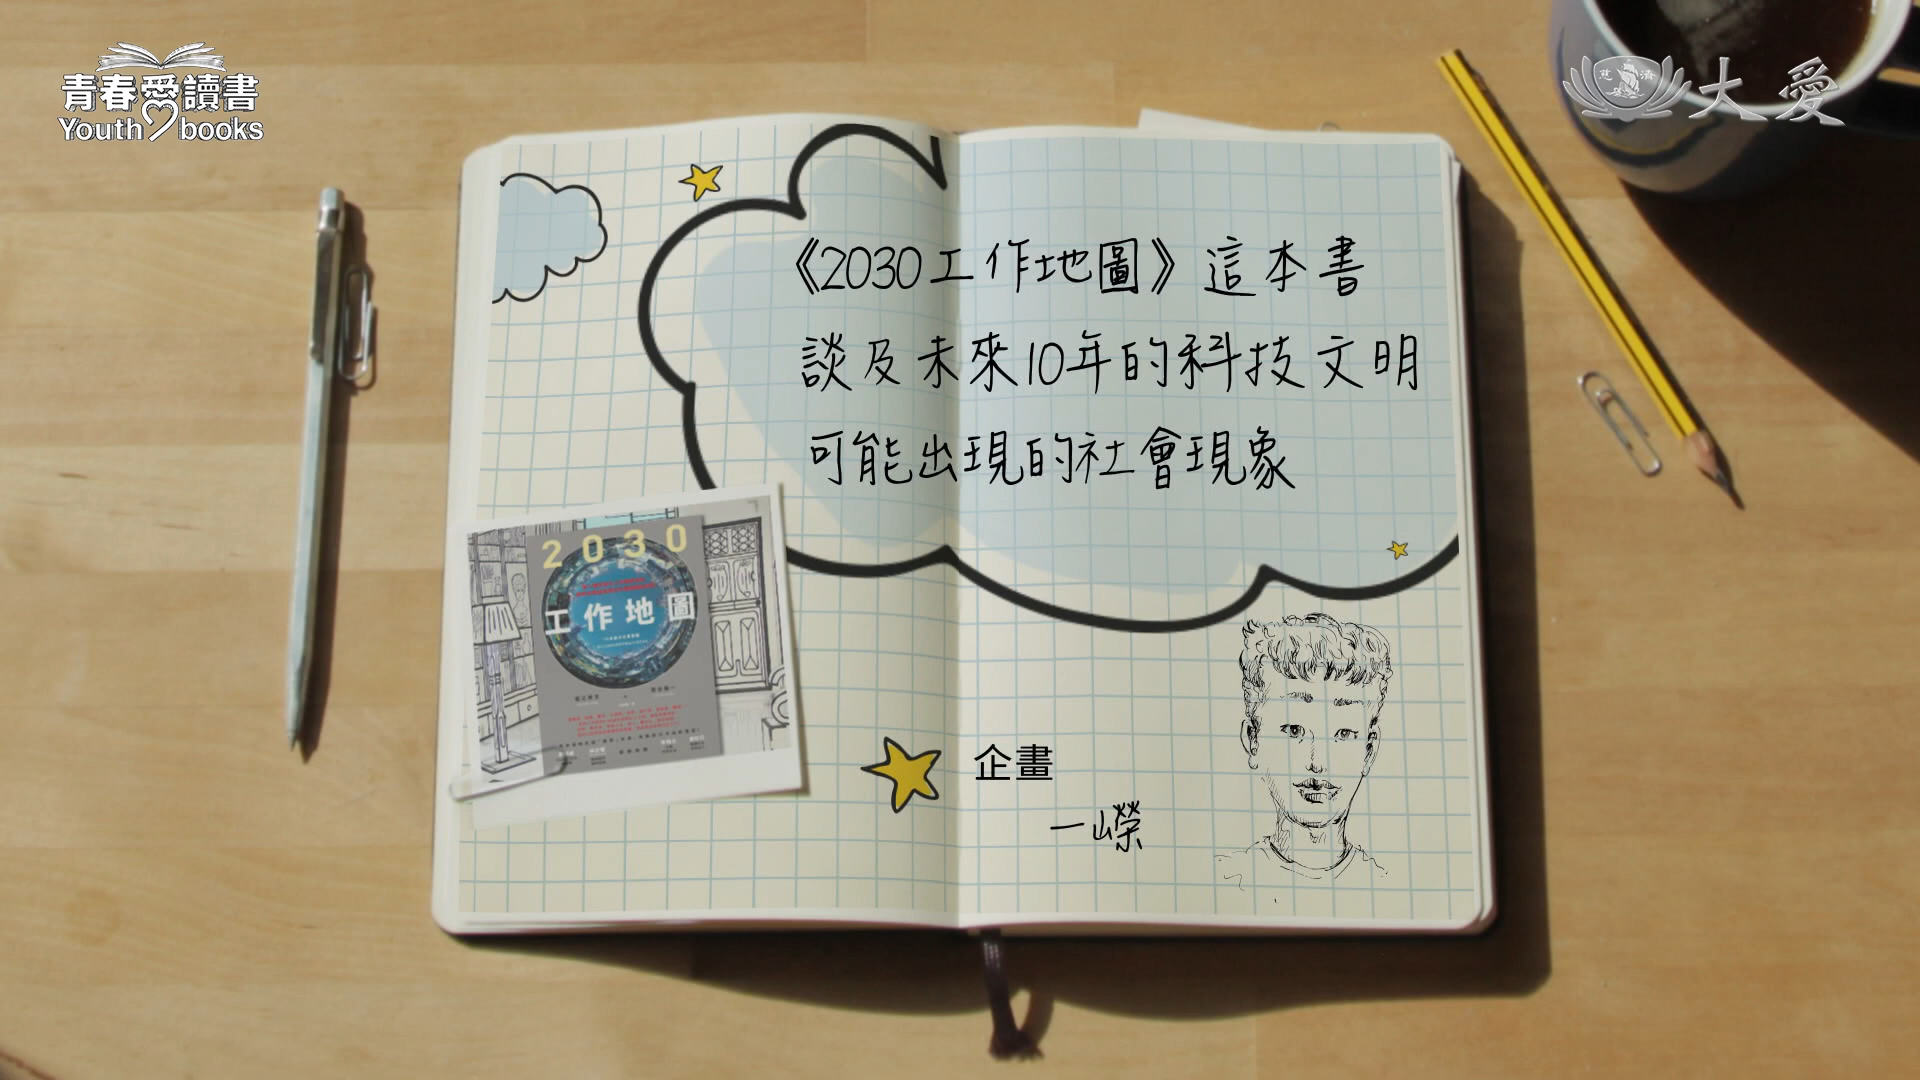 青春愛讀書
Youth books
慈濟
大愛
《2030工作地圖》這本書
談及未來10年的科技文明
可能出現的社會現象
2030
工作地圖
企畫
一嶸